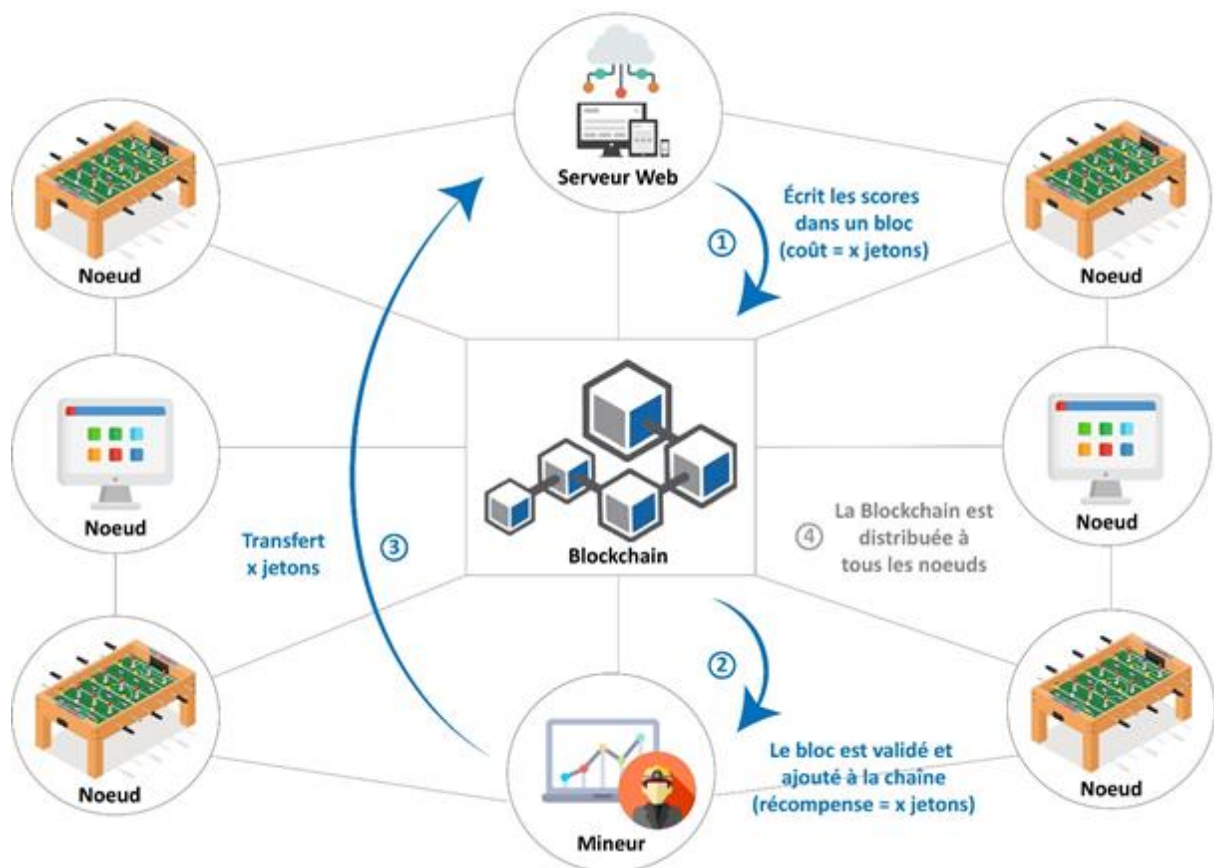 Serveur Web
Écrit les scores
dans un bloc
(coût = x jetons)
①
Noeud
Noeud
Noeud
Noeud
Blockchain
Transfert
x jetons
③
④
La Blockchain est
distribuée à
tous les noeuds
②
Noeud
Noeud
Le bloc est validé et
ajouté à la chaîne
(récompense = x jetons)
Mineur